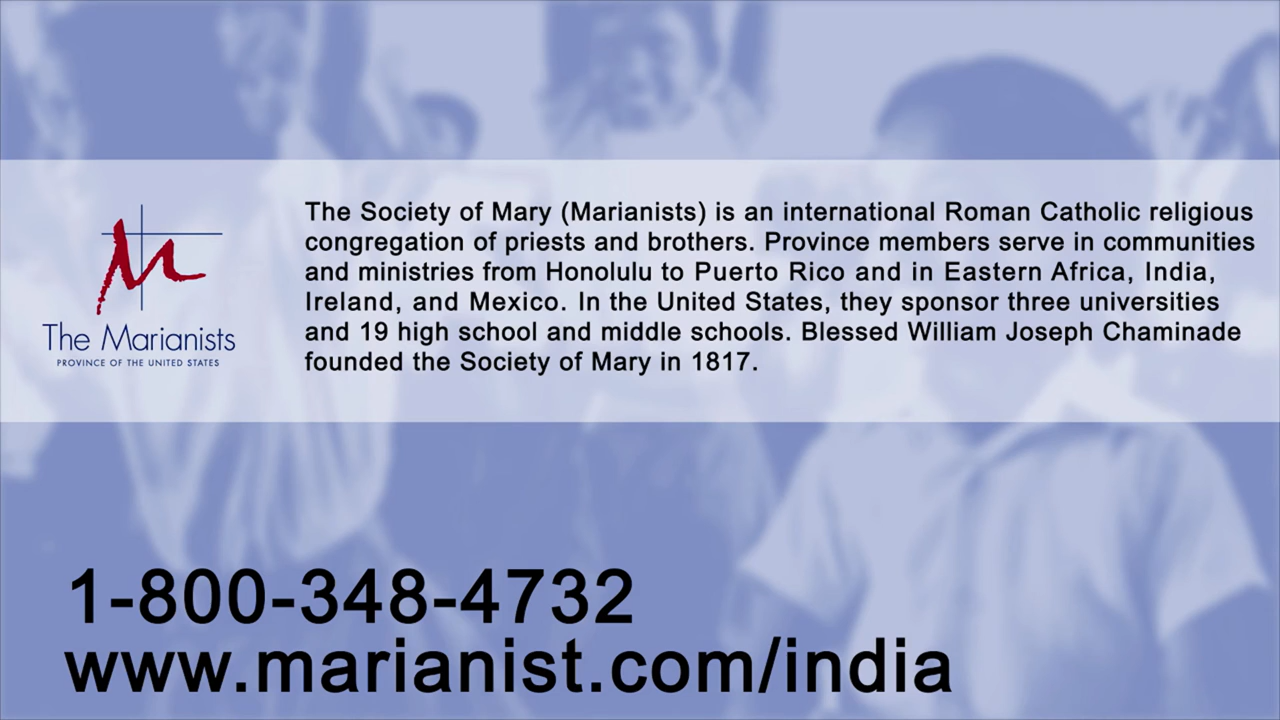 The Society of Mary (Marianists) is an international Roman Catholic religious
congregation of priests and brothers. Province members serve in communities
and ministries from Honolulu to Puerto Rico and in Eastern Africa, India,
Ireland, and Mexico. In the United States, they sponsor three universities
and 19 high school and middle schools. Blessed William Joseph Chaminade
founded the Society of Mary in 1817.
The Marianists
PROVINCE OF THE UNITED STATES
1-800-348-4732
www.marianist.com/india